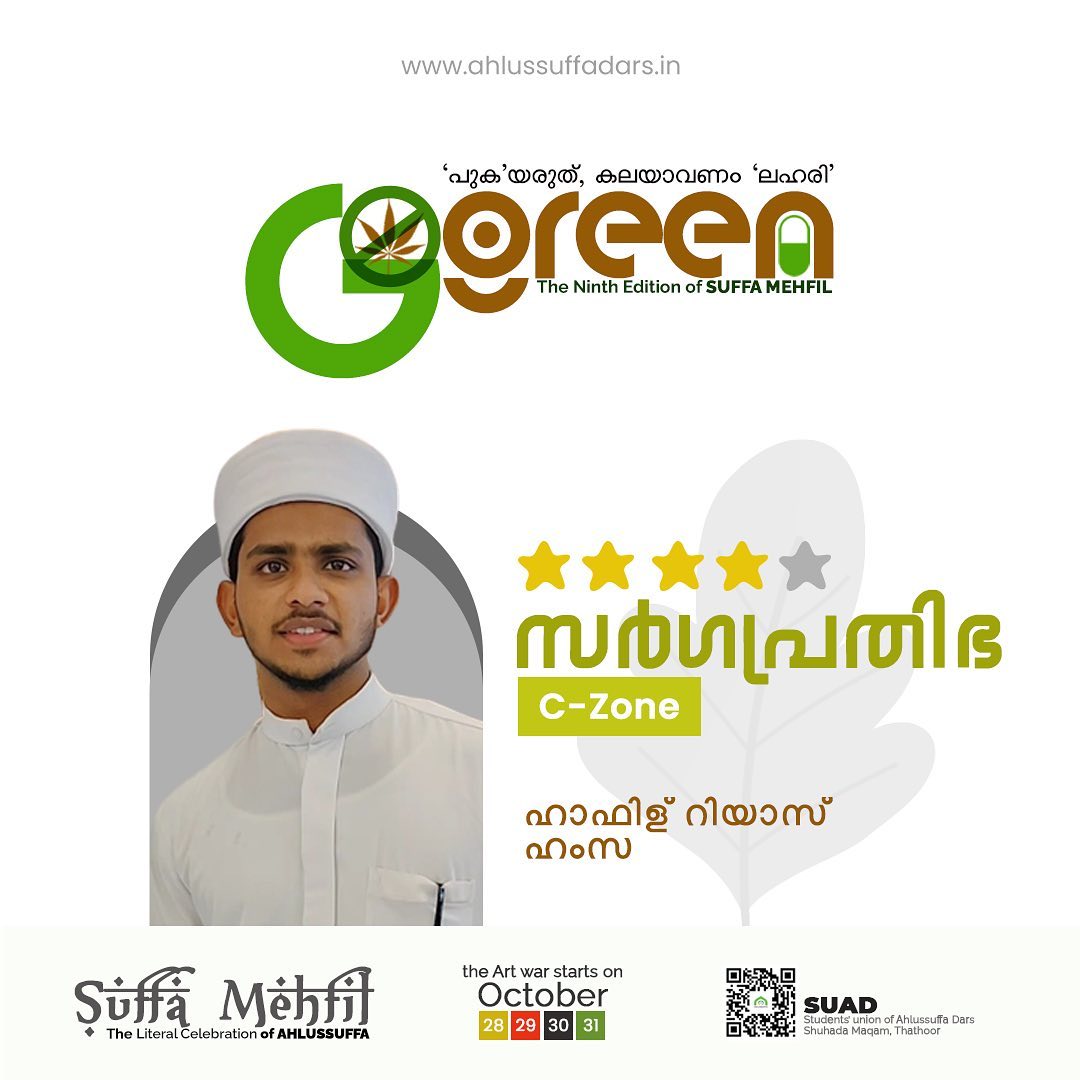 www.ahlussuffadars.in
‘പുക’യരുത്, കലയാവണം ‘ലഹരി’
Go green
The Ninth Edition of SUFFA MEHFIL
സർഗപ്രതിഭ
C-Zone
ഹാഫിള് റിയാസ്
ഹംസ
Suffa Mehfil
The Literal Celebration of AHLUSSUFFA
the Art war starts on
October
28 29 30 31
SUAD
Students' union of Ahlussuffa Dars
Shuhada Maqam, Thathoor